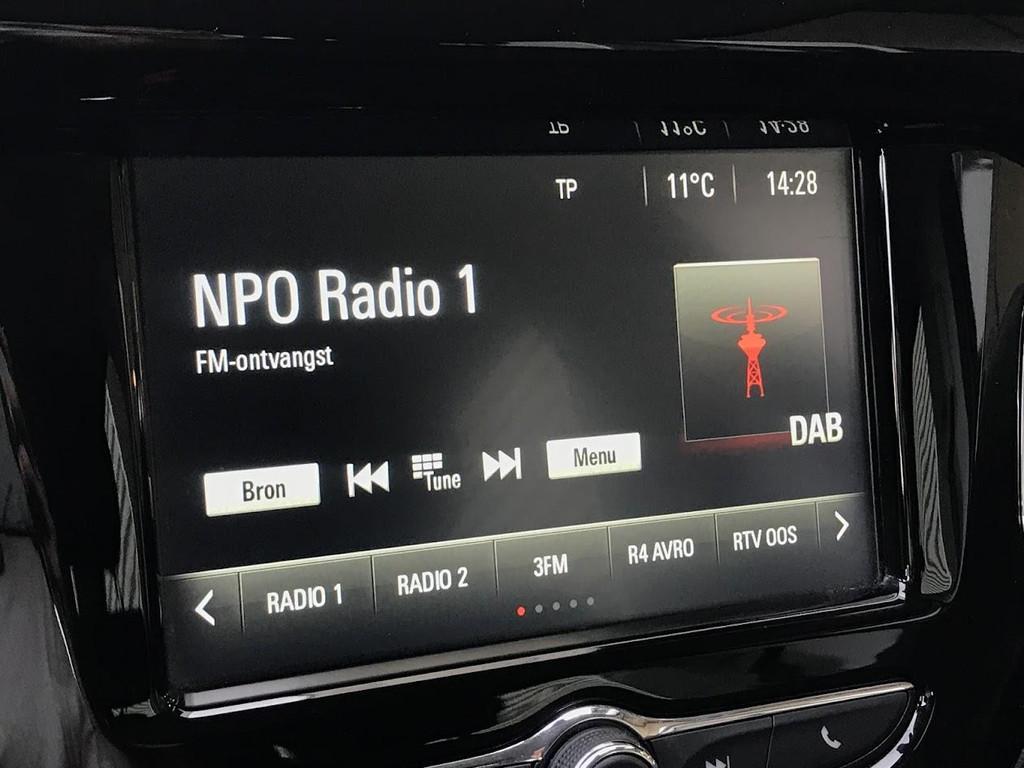 TP 11°C 14:28
NPO Radio 1
FM-ontvangst
DAB
Bron Tune Menu
RADIO 1 RADIO 2 3FM R4 AVRO RTV OOS